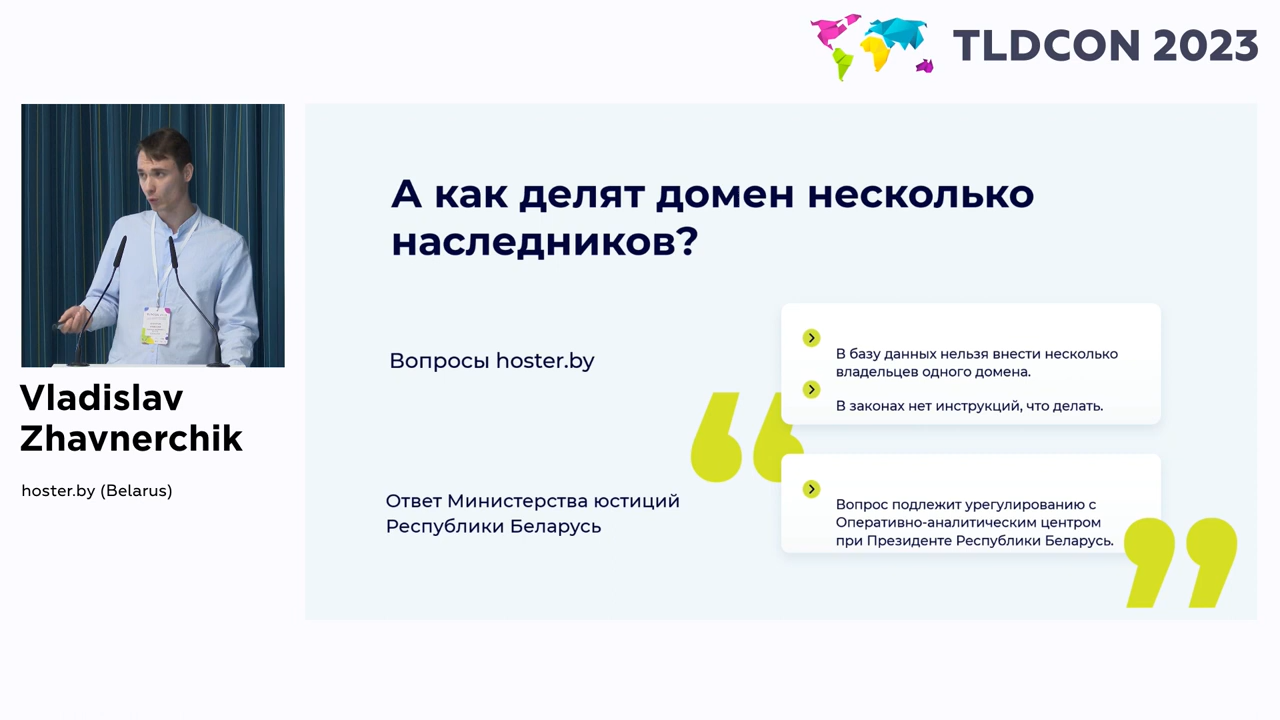 TLDCON 2023
Vladislav
Zhavnerchik
hoster.by (Belarus)
А как делят домен несколько
наследников?
Вопросы hoster.by
В базу данных нельзя внести несколько
владельцев одного домена.
В законах нет инструкций, что делать.
Ответ Министерства юстиций
Республики Беларусь
Вопрос подлежит урегулированию с
Оперативно-аналитическим центром
при Президенте Республики Беларусь.